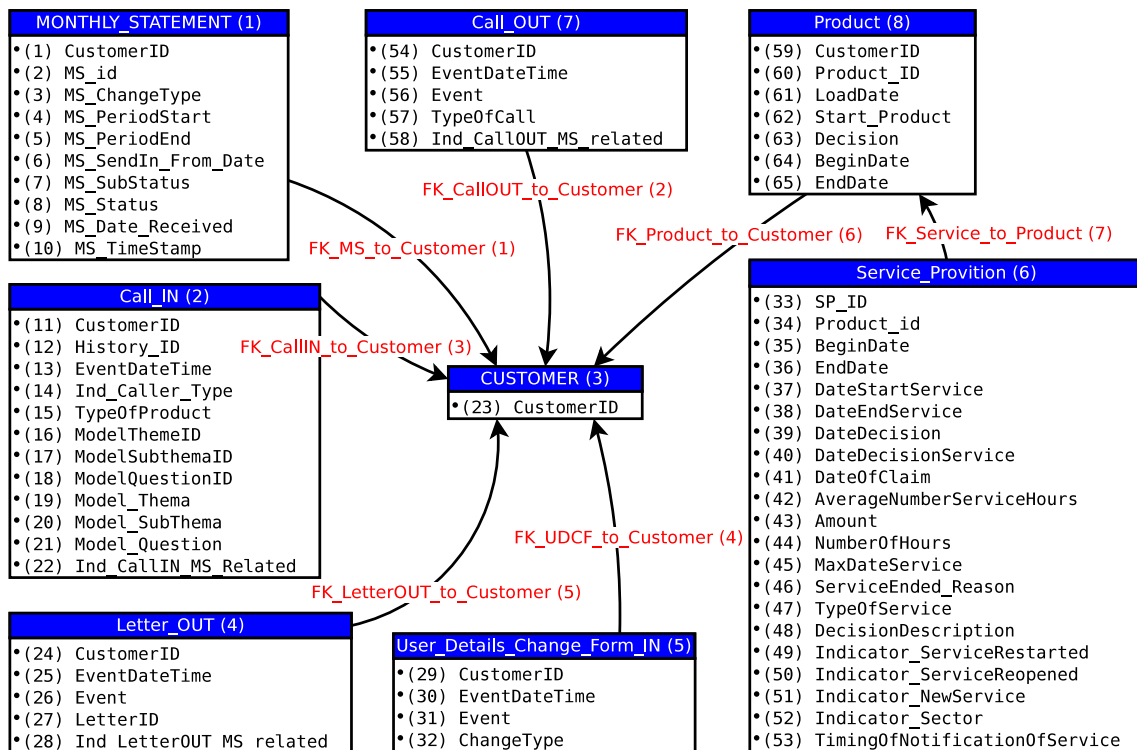 MONTHLY_STATEMENT (1)
•(1) CustomerID
•(2) MS_id
•(3) MS_ChangeType
•(4) MS_PeriodStart
•(5) MS_PeriodEnd
•(6) MS_SendIn_From_Date
•(7) MS_SubStatus
•(8) MS_Status
•(9) MS_Date_Received
•(10) MS_TimeStamp
Call_OUT (7)
•(54) CustomerID
•(55) EventDateTime
•(56) Event
•(57) TypeOfCall
•(58) Ind_CallOUT_MS_related
Product (8)
•(59) CustomerID
•(60) Product_ID
•(61) LoadDate
•(62) Start_Product
•(63) Decision
•(64) BeginDate
•(65) EndDate
FK_CallOUT_to_Customer (2)
FK_MS_to_Customer (1)
FK_Product_to_Customer (6)
FK_Service_to_Product (7)
Call_IN (2)
•(11) CustomerID
•(12) History_ID
•(13) EventDateTime
•(14) Ind_Caller_Type
•(15) TypeOfProduct
•(16) ModelThemeID
•(17) ModelSubthemaID
•(18) ModelQuestionID
•(19) Model_Thema
•(20) Model_SubThema
•(21) Model_Question
•(22) Ind_CallIN_MS_Related
FK_CallIN_to_Customer (3)
CUSTOMER (3)
•(23) CustomerID
Service_Provition (6)
•(33) SP_ID
•(34) Product_id
•(35) BeginDate
•(36) EndDate
•(37) DateStartService
•(38) DateEndService
•(39) DateDecision
•(40) DateDecisionService
•(41) DateOfClaim
•(42) AverageNumberServiceHours
•(43) Amount
•(44) NumberOfHours
•(45) MaxDateService
•(46) ServiceEnded_Reason
•(47) TypeOfService
•(48) DecisionDescription
•(49) Indicator_ServiceRestarted
•(50) Indicator_ServiceReopened
•(51) Indicator_NewService
•(52) Indicator_Sector
•(53) TimingOfNotificationOfService
FK_UDCF_to_Customer (4)
FK_LetterOUT_to_Customer (5)
Letter_OUT (4)
•(24) CustomerID
•(25) EventDateTime
•(26) Event
•(27) LetterID
•(28) Ind_LetterOUT_MS_related
User_Details_Change_Form_IN (5)
•(29) CustomerID
•(30) EventDateTime
•(31) Event
•(32) ChangeType